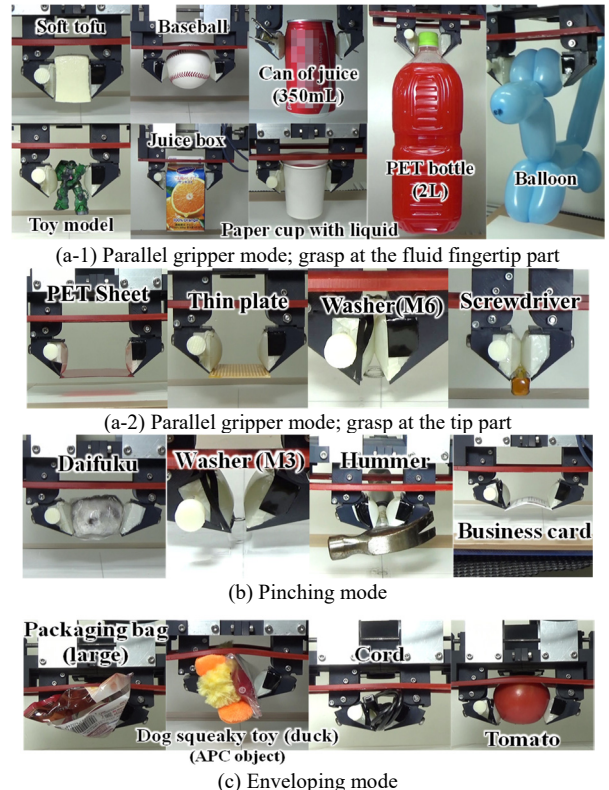 Soft tofu
Baseball
Can of juice
(350mL)
PET bottle
(2L)
Balloon
Toy model
Juice box
Paper cup with liquid
(a-1) Parallel gripper mode; grasp at the fluid fingertip part
PET Sheet
Thin plate
Washer(M6)
Screwdriver
(a-2) Parallel gripper mode; grasp at the tip part
Daifuku
Washer (M3)
Hummer
Business card
(b) Pinching mode
Packaging bag
(large)
Dog squeaky toy (duck)
(APC object)
Cord
Tomato
(c) Enveloping mode